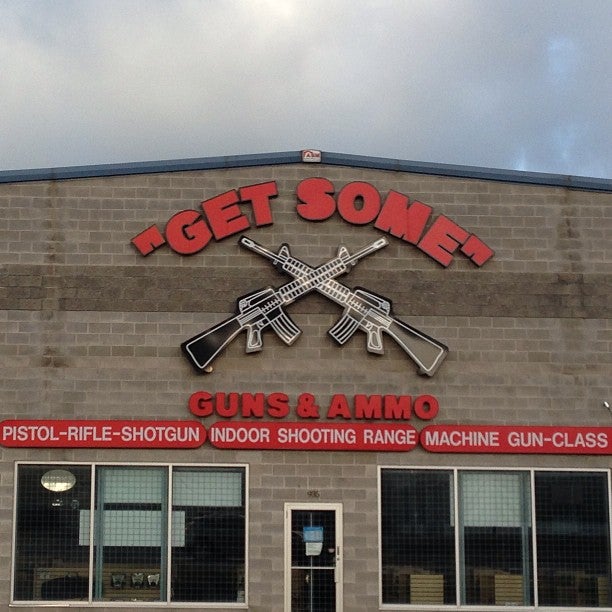 "GET SOME"
GUNS & AMMO
PISTOL-RIFLE-SHOTGUN
INDOOR SHOOTING RANGE
MACHINE GUN-CLASS